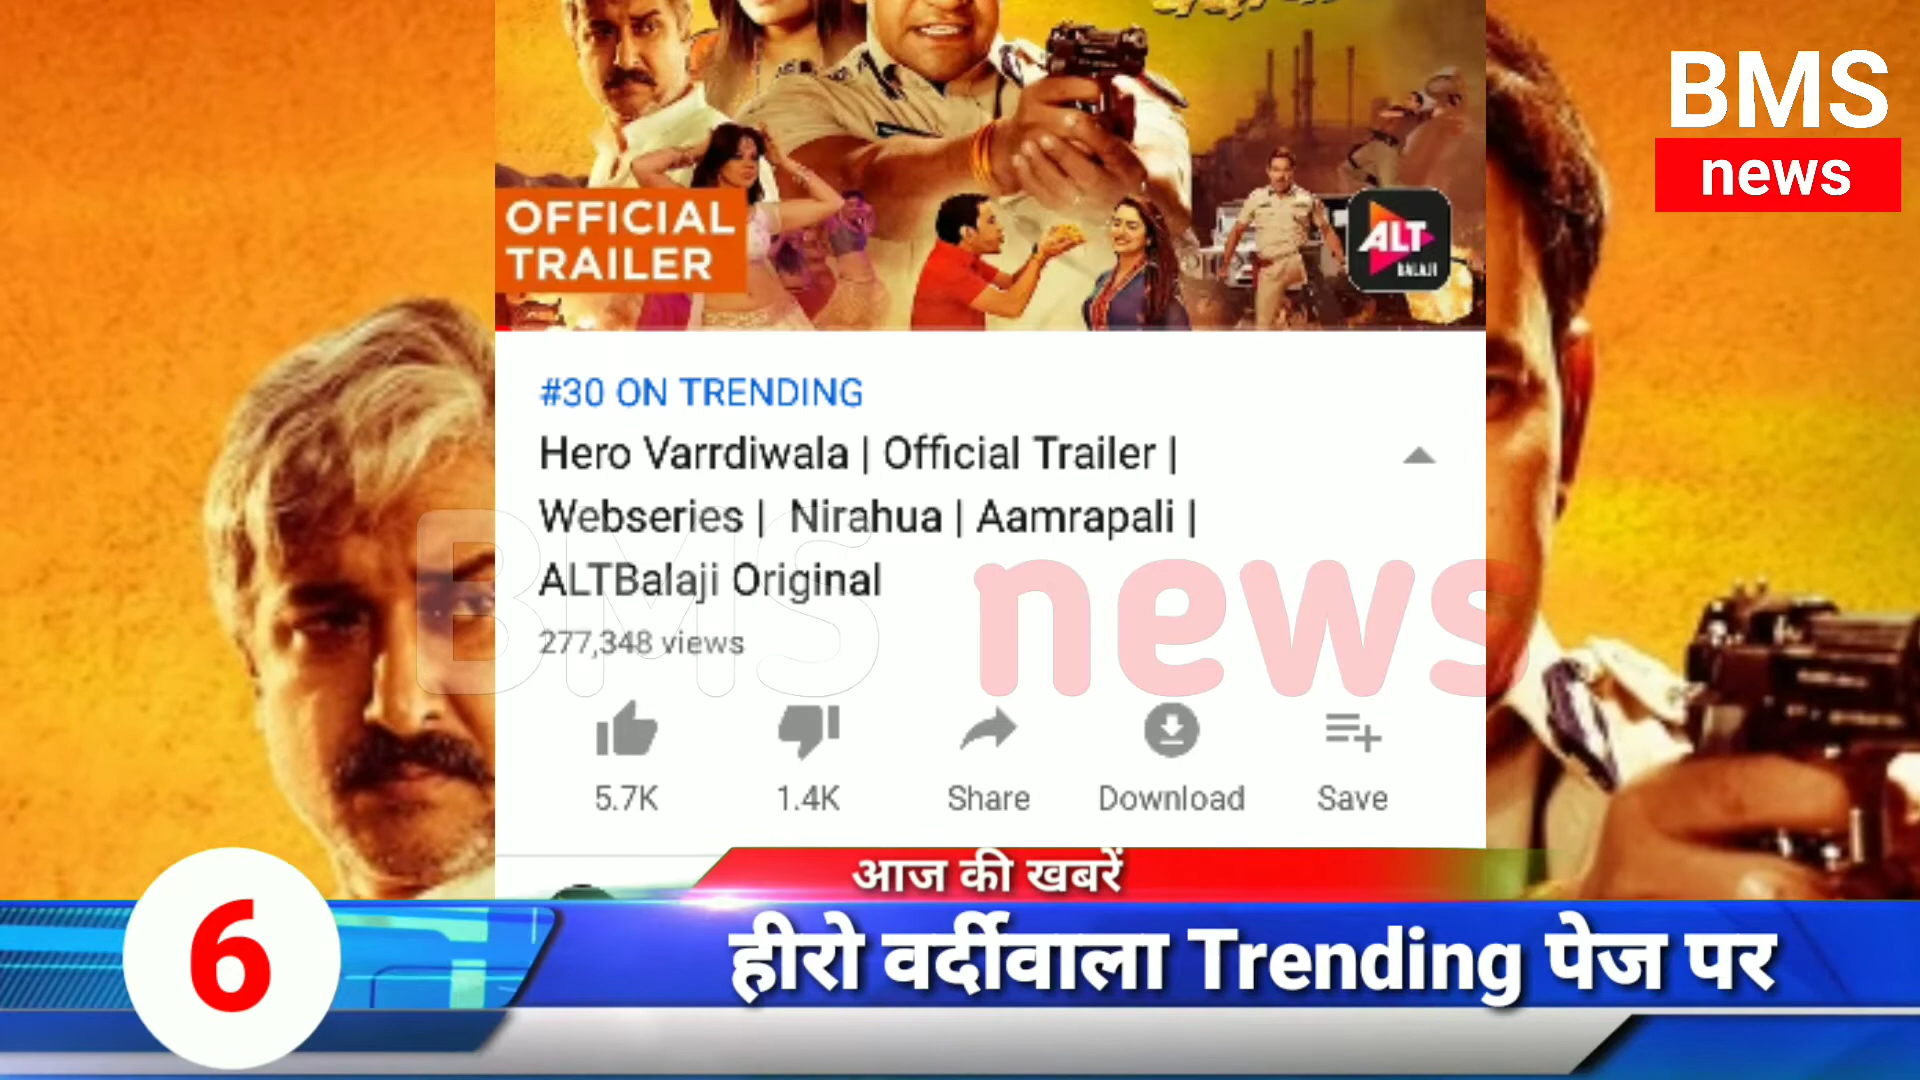 BMS
news
OFFICIAL
TRAILER
ALT
BALAJI
#30 ON TRENDING
Hero Varrdiwala | Official Trailer |
Webseries | Nirahua | Aamrapali |
ALTBalaji Original
BMS news
277,348 views
5.7K
1.4K
Share
Download
Save
आज की खबरें
6
हीरो वर्दीवाला Trending पेज पर